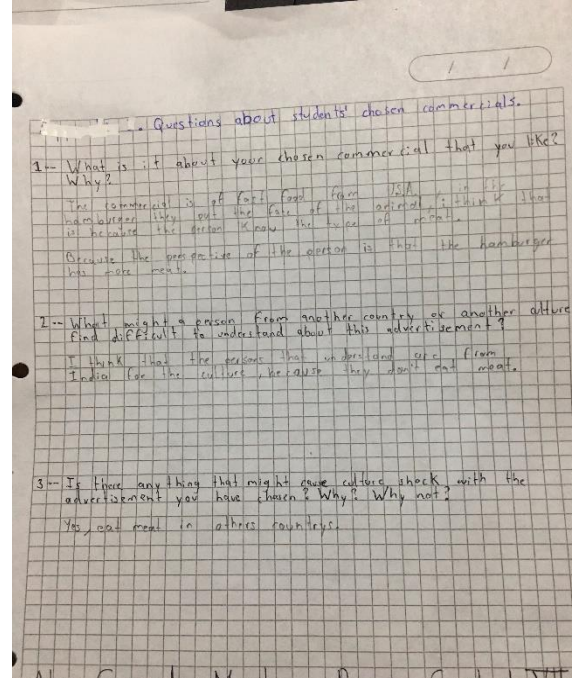 . Questions about students' chosen commercials.
1-- What is it about your chosen commercial that you like?
Why?
The commercial is of fast food from U.S.A, in the
hamburger they put the face of the animal, i think that
is because the person know the type of meat.
Because the perspective of the person is that the hamburger
has more meat.
2-- What might a person from another country or another culture
find difficult to understand about this advertisement?
I think that the persons that understand are from
India for the culture, because they don't eat meat.
3-- Is there any thing that might cause culture shock with the
advertisement you have chosen? Why? Why not?
Yes, eat meat in others countrys.